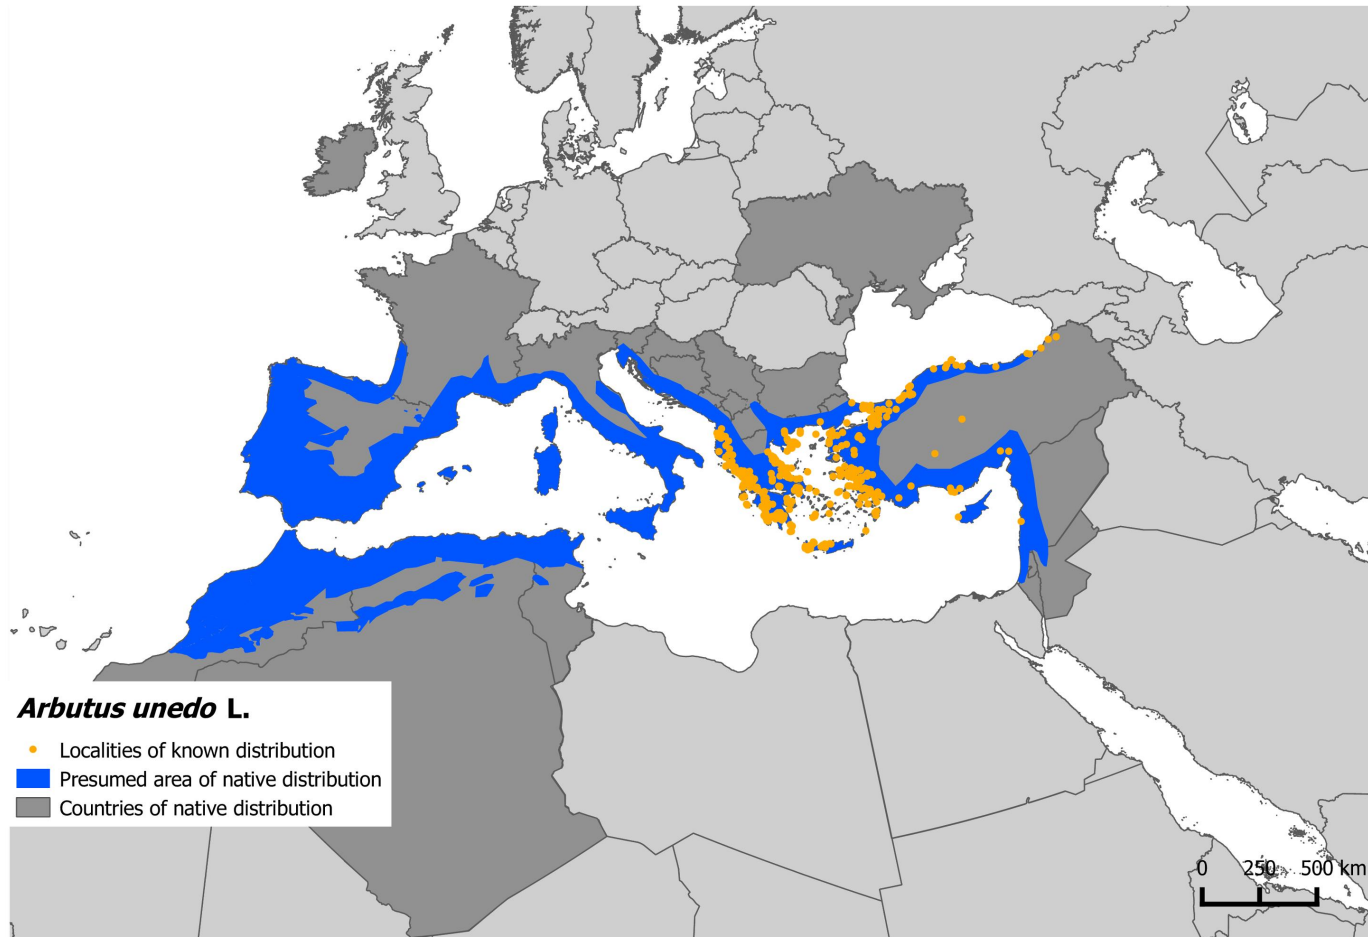 Arbutus unedo L.
Localities of known distribution
Presumed area of native distribution
Countries of native distribution
0 250 500 km